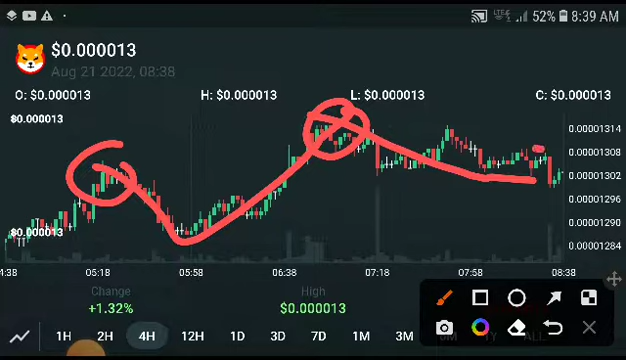 LTE 52% 8:39 AM
$0.000013
Aug 21 2022, 08:38
O: $0.000013 H: $0.000013 L: $0.000013 C: $0.000013
$0.000013
0.00001314
0.00001308
0.00001302
0.00001296
0.00001290
$0.000013
0.00001284
4:38 05:18 05:58 06:38 07:18 07:58 08:38
Change High
+1.32% $0.000013
1H 2H 4H 12H 1D 3D 7D 1M 3M 1Y ALL